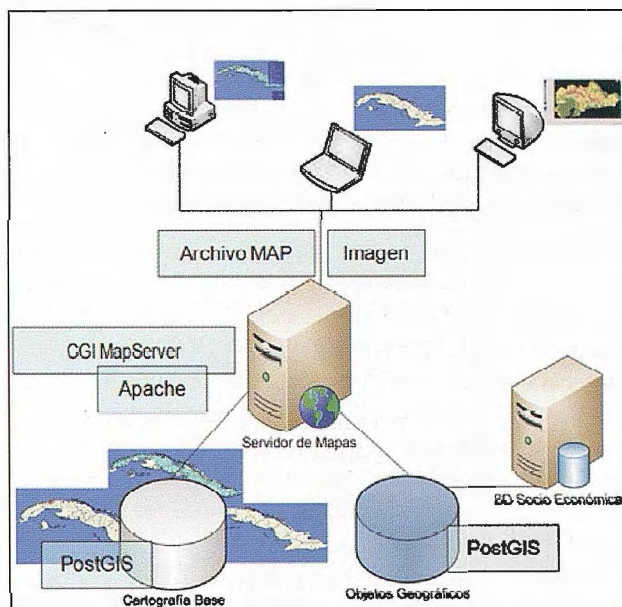 Archivo MAP
Imagen
CGI MapServer
Apache
Servidor de Mapas
BD Socio Económica
PostGIS
PostGIS
Cartografía Base
Objetos Geográficos